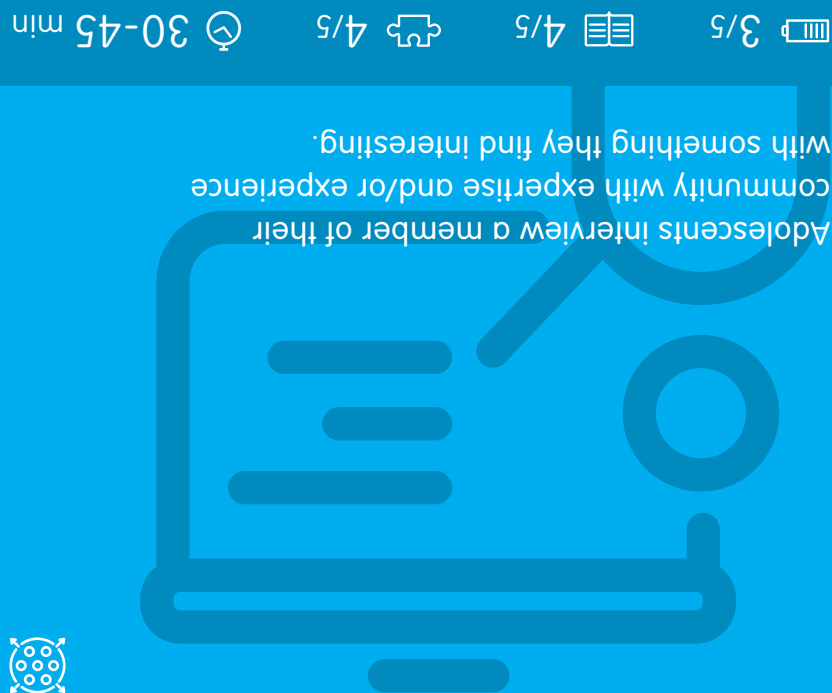 Adolescents interview a member of their
community with expertise and/or experience
with something they find interesting.
3/5 4/5 4/5 30-45 min